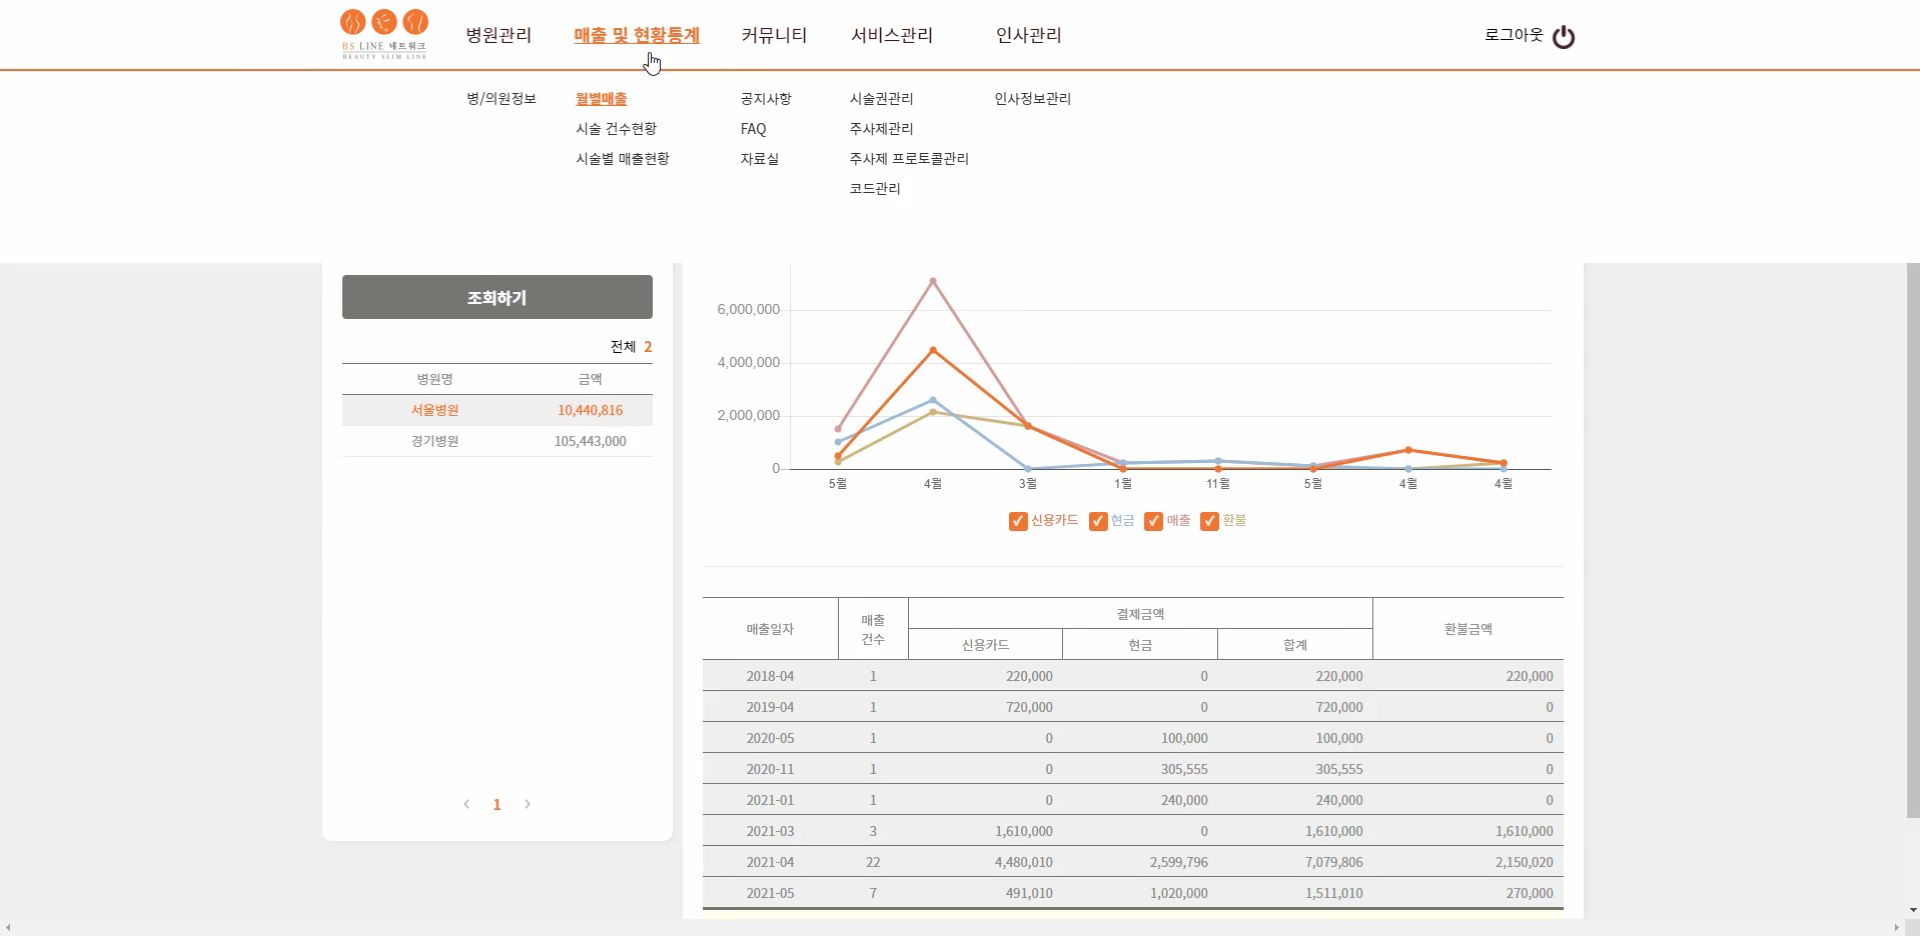 BS LINE 네트워크
BEAUTY SLIM LINE
병원관리 매출 및 현황통계 커뮤니티 서비스관리 인사관리 로그아웃
병/의원정보 월별매출 공지사항 시술권관리 인사정보관리
시술 건수현황 FAQ 주사제관리
시술별 매출현황 자료실 주사제 프로토콜관리
코드관리
조회하기
전체 2
병원명 금액
서울병원 10,440,816
경기병원 105,443,000
‹ 1 ›
6,000,000
4,000,000
2,000,000
0
5월 4월 3월 1월 11월 5월 4월 4월
신용카드 현금 매출 환불
매출일자 매출 건수 결제금액 환불금액
신용카드 현금 합계
2018-04 1 220,000 0 220,000 220,000
2019-04 1 720,000 0 720,000 0
2020-05 1 0 100,000 100,000 0
2020-11 1 0 305,555 305,555 0
2021-01 1 0 240,000 240,000 0
2021-03 3 1,610,000 0 1,610,000 1,610,000
2021-04 22 4,480,010 2,599,796 7,079,806 2,150,020
2021-05 7 491,010 1,020,000 1,511,010 270,000